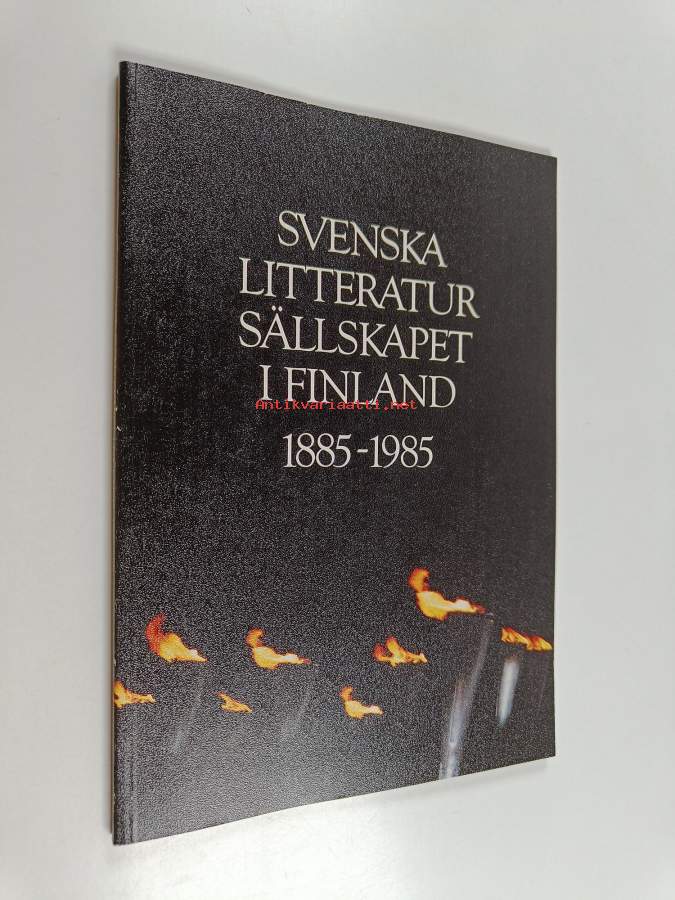 SVENSKA
LITTERATUR
SÄLLSKAPET
I FINLAND
Antikvariaatti.net
1885-1985